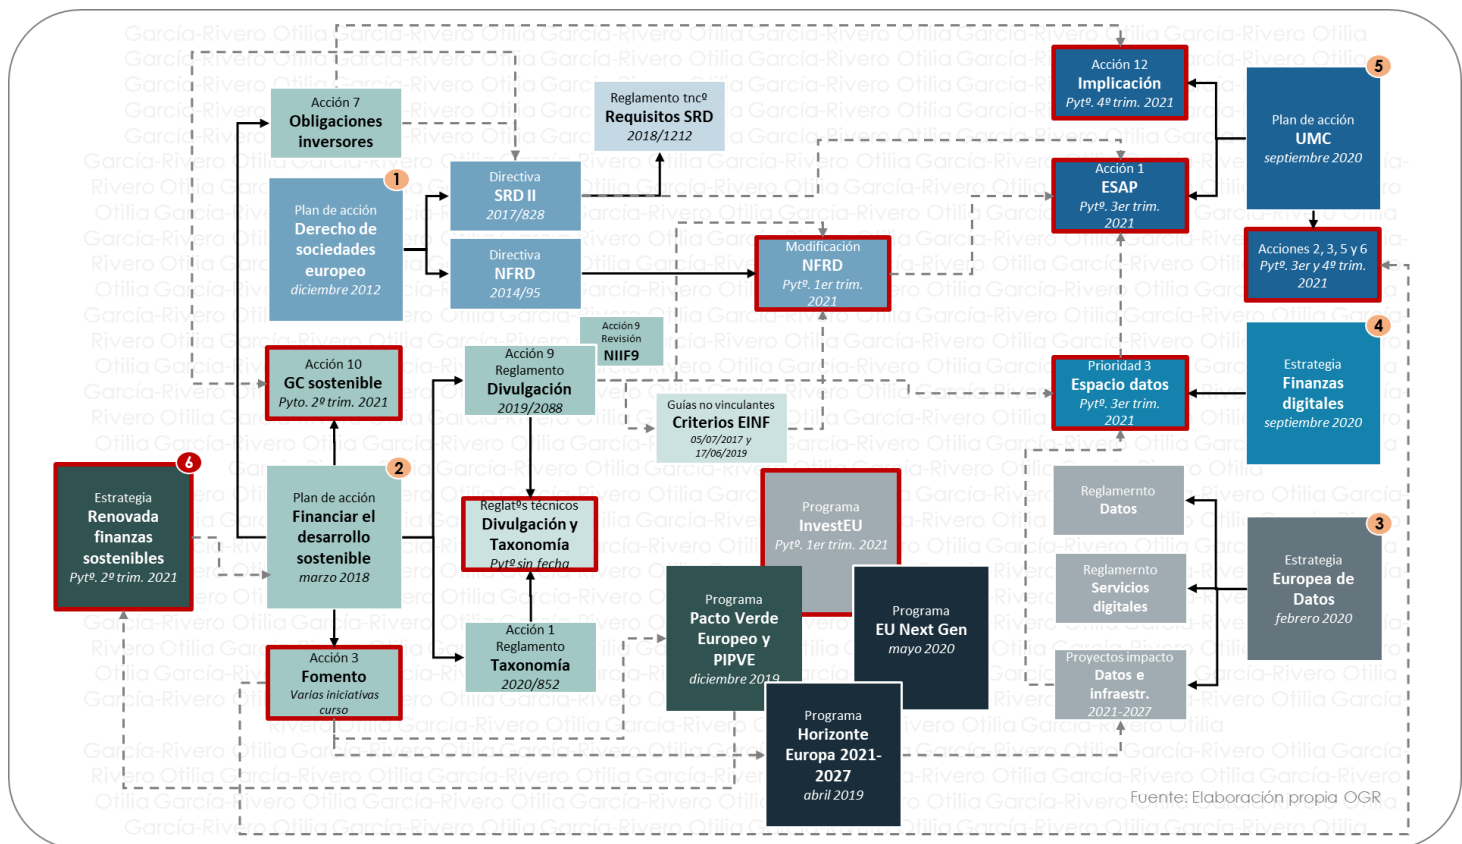 Acción 7
Obligaciones
inversores
Reglamento tncº
Requisitos SRD
2018/1212
Acción 12
Implicación
Pytº. 4º trim. 2021
5
Plan de acción
UMC
septiembre 2020
1
Plan de acción
Derecho de
sociedades
europeo
diciembre 2012
Directiva
SRD II
2017/828
Directiva
NFRD
2014/95
Modificación
NFRD
Pytº. 1er trim.
2021
Acción 1
ESAP
Pytº. 3er trim.
2021
Acciones 2, 3, 5 y 6
Pytº. 3er y 4º trim.
2021
Acción 10
GC sostenible
Pyto. 2º trim. 2021
Acción 9
Reglamento
Divulgación
2019/2088
Acción 9
Revisión
NIIF9
Guías no vinculantes
Criterios EINF
05/07/2017 y
17/06/2019
Prioridad 3
Espacio datos
Pytº. 3er trim.
2021
4
Estrategia
Finanzas
digitales
septiembre 2020
6
Estrategia
Renovada
finanzas
sostenibles
Pytº. 2º trim. 2021
2
Plan de acción
Financiar el
desarrollo
sostenible
marzo 2018
Reglatºs técnicos
Divulgación y
Taxonomía
Pytº sin fecha
Programa
InvestEU
Pytº. 1er trim. 2021
Reglamernto
Datos
3
Estrategia
Europea de
Datos
febrero 2020
Reglamernto
Servicios
digitales
Acción 3
Fomento
Varias iniciativas
curso
Acción 1
Reglamento
Taxonomía
2020/852
Programa
Pacto Verde
Europeo y
PIPVE
diciembre 2019
Programa
EU Next Gen
mayo 2020
Proyectos impacto
Datos e
infraestr.
2021-2027
Programa
Horizonte
Europa 2021-
2027
abril 2019
Fuente: Elaboración propia OGR